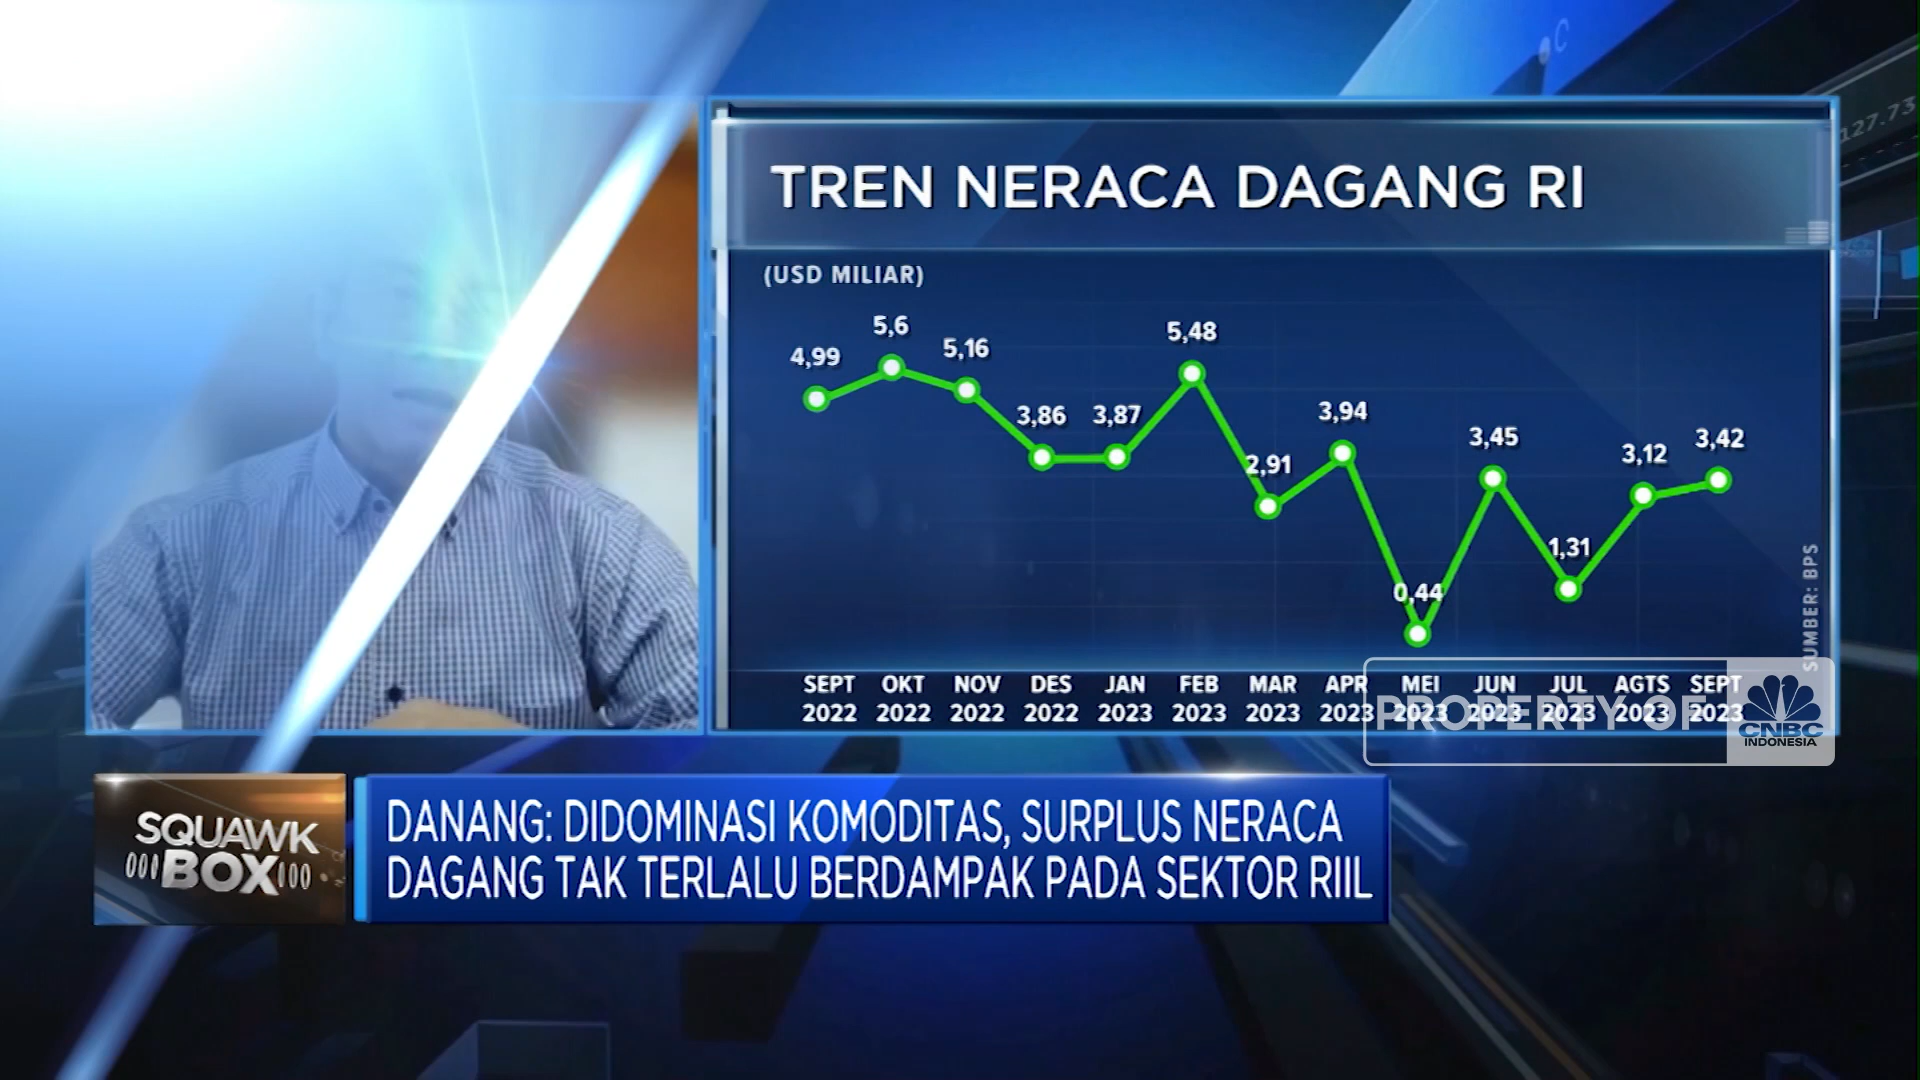 TREN NERACA DAGANG RI
(USD MILIAR)
4,99
5,6
5,16
3,86
3,87
5,48
2,91
3,94
0,44
3,45
1,31
3,12
3,42
SUMBER: BPS
SEPT 2022
OKT 2022
NOV 2022
DES 2022
JAN 2023
FEB 2023
MAR 2023
APR 2023
MEI 2023
JUN 2023
JUL 2023
AGTS 2023
SEPT 2023
PROPERTY OF
CNBC
INDONESIA
SQUAWK
BOX
DANANG: DIDOMINASI KOMODITAS, SURPLUS NERACA
DAGANG TAK TERLALU BERDAMPAK PADA SEKTOR RIIL
127.73